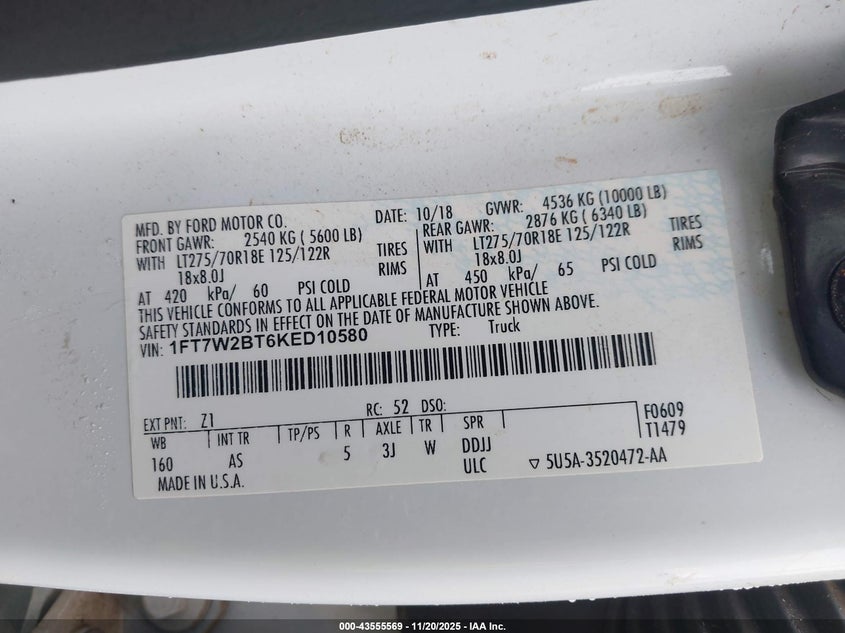 MFD. BY FORD MOTOR CO.
DATE: 10/18 GVWR: 4536 KG (10000 LB)
FRONT GAWR: 2540 KG ( 5600 LB)
WITH LT275/70R18E 125/122R TIRES
18x8.0J RIMS
AT 420 kPa/ 60 PSI COLD
REAR GAWR: 2876 KG ( 6340 LB)
WITH LT275/70R18E 125/122R TIRES
18x8.0J RIMS
AT 450 kPa/ 65 PSI COLD
THIS VEHICLE CONFORMS TO ALL APPLICABLE FEDERAL MOTOR VEHICLE
SAFETY STANDARDS IN EFFECT ON THE DATE OF MANUFACTURE SHOWN ABOVE.
VIN: 1FT7W2BT6KED10580 TYPE: Truck
EXT PNT: Z1 RC: 52 DSO: F0609
WB INT TR TP/PS R AXLE TR SPR T1479
160 AS 5 3J W DDJJ
ULC ▽ 5U5A-3520472-AA
MADE IN U.S.A.
000-43555569 - 11/20/2025 - IAA Inc.